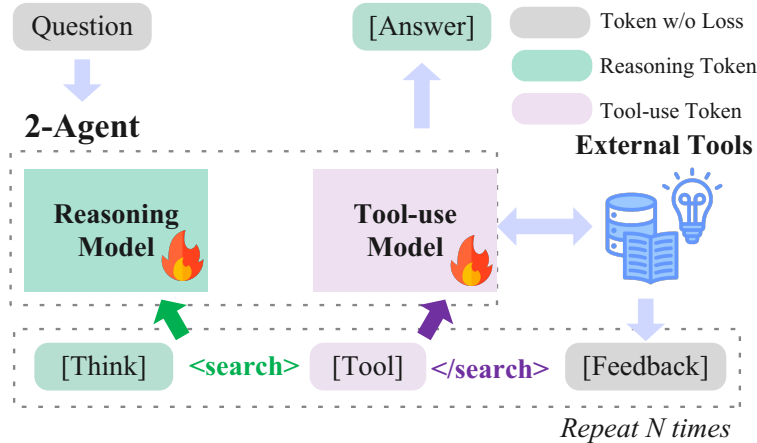 Question
[Answer]
Token w/o Loss
Reasoning Token
Tool-use Token
2-Agent
External Tools
Reasoning
Model
Tool-use
Model
[Think]
<search>
[Tool]
</search>
[Feedback]
Repeat N times